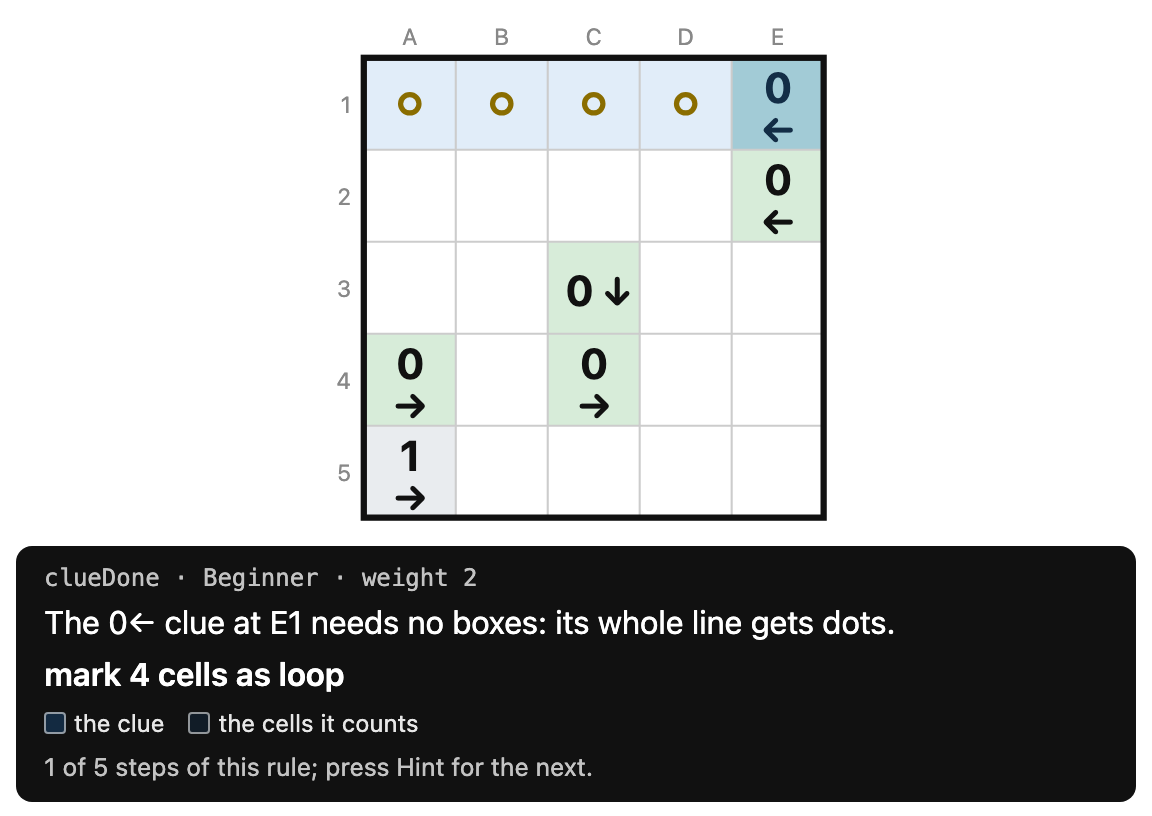 A B C D E
1 0
←
2 0
←
3 0 ↓
4 0 0
→ →
5 1
→
clueDone · Beginner · weight 2
The 0← clue at E1 needs no boxes: its whole line gets dots.
mark 4 cells as loop
the clue the cells it counts
1 of 5 steps of this rule; press Hint for the next.